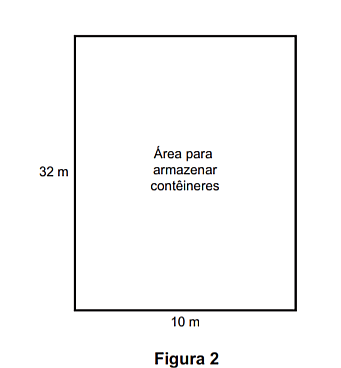 Área para
armazenar
contêineres
32 m
10 m
Figura 2